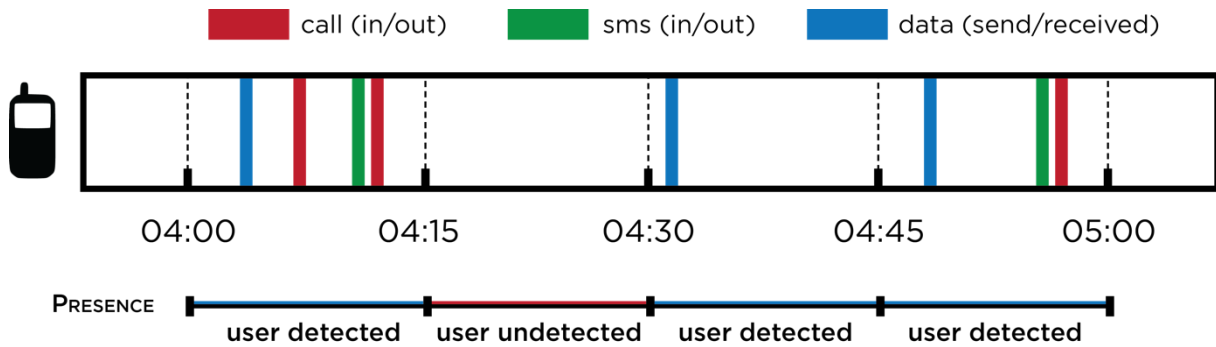 call (in/out) sms (in/out) data (send/received)
04:00 04:15 04:30 04:45 05:00
PRESENCE
user detected user undetected user detected user detected